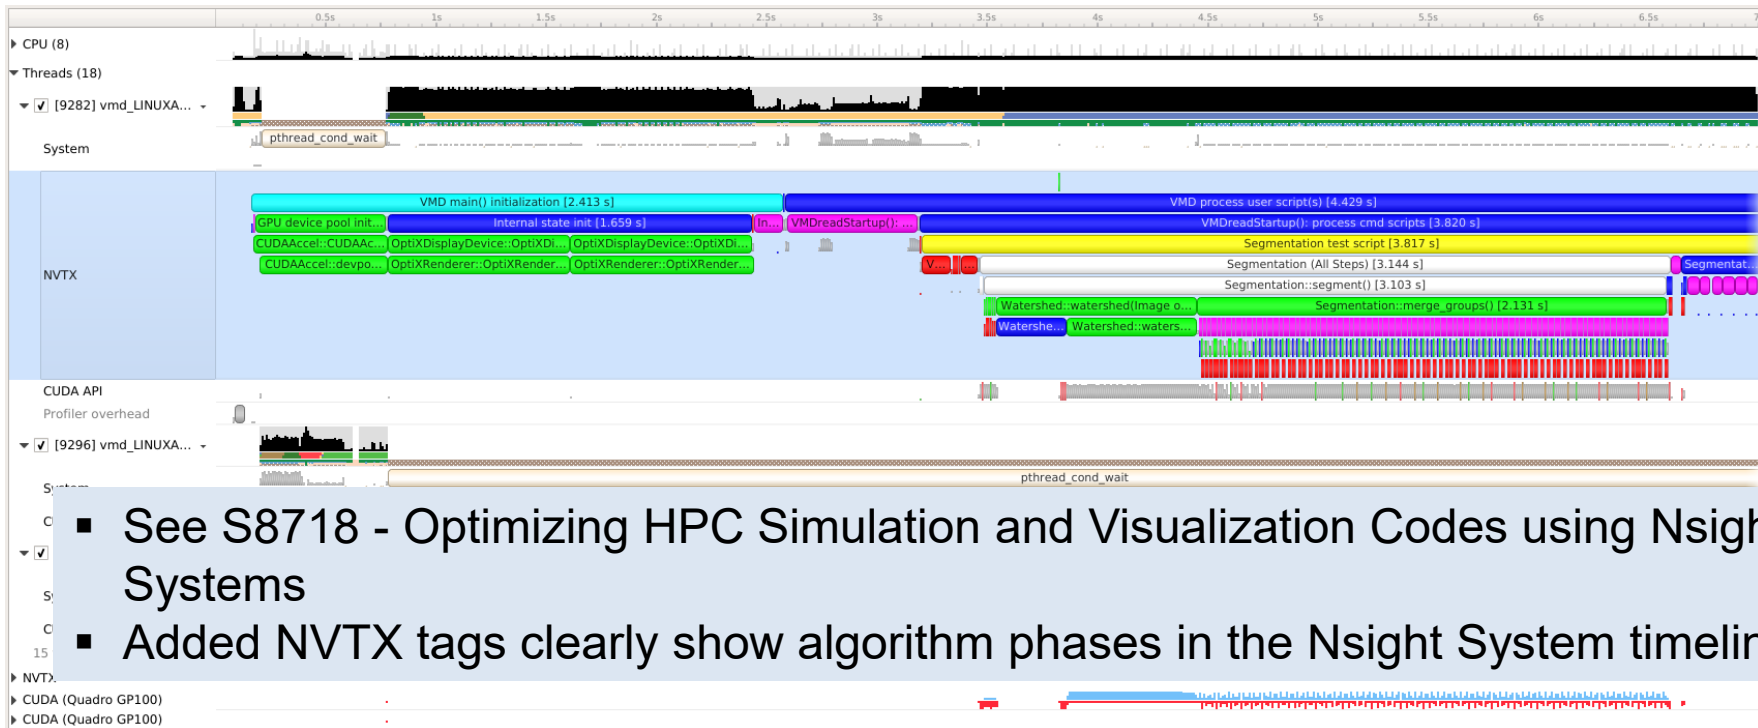 0.5s 1s 1.5s 2s 2.5s 3s 3.5s 4s 4.5s 5s 5.5s 6s 6.5s
CPU (8)
Threads (18)
[9282] vmd_LINUXA...
pthread_cond_wait
System
VMD main() initialization [2.413 s] VMD process user script(s) [4.429 s]
GPU device pool init... Internal state init [1.659 s] In... VMDreadStartup(): ... VMDreadStartup(): process cmd scripts [3.820 s]
CUDAAccel::CUDAAc... OptiXDisplayDevice::OptiXDi... OptiXDisplayDevice::OptiXDi... Segmentation test script [3.817 s]
CUDAAccel::devpo... OptiXRenderer::OptiXRender... OptiXRenderer::OptiXRender... V... ... Segmentation (All Steps) [3.144 s] Segmentat...
NVTX
Segmentation::segment() [3.103 s]
Watershed::watershed(Image o... Segmentation::merge_groups() [2.131 s]
Watershe... Watershed::waters...
CUDA API
Profiler overhead
[9296] vmd_LINUXA...
pthread_cond_wait
▪ See S8718 - Optimizing HPC Simulation and Visualization Codes using Nsigh
Systems
▪ Added NVTX tags clearly show algorithm phases in the Nsight System timelin
15
NVTX
CUDA (Quadro GP100)
CUDA (Quadro GP100)